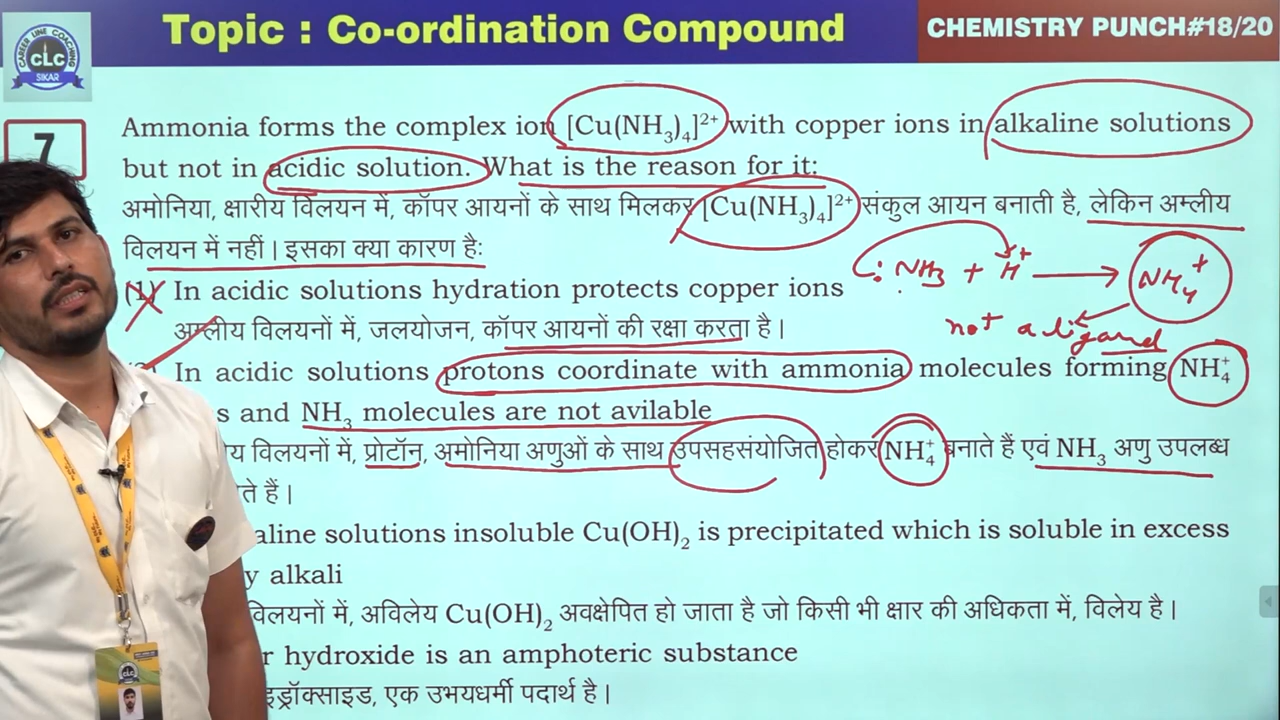 Topic : Co-ordination Compound
CHEMISTRY PUNCH#18/20
CAREER LINE COACHING
CLC
SIKAR
7
Ammonia forms the complex ion [Cu(NH₃)₄]²⁺ with copper ions in alkaline solutions
but not in acidic solution. What is the reason for it:
अमोनिया, क्षारीय विलयन में, कॉपर आयनों के साथ मिलकर [Cu(NH₃)₄]²⁺ संकुल आयन बनाती है, लेकिन अम्लीय
विलयन में नहीं। इसका क्या कारण है:
:NH₃ + H⁺ → NH₄⁺
not a ligand
(1) In acidic solutions hydration protects copper ions
अम्लीय विलयनों में, जलयोजन, कॉपर आयनों की रक्षा करता है।
In acidic solutions protons coordinate with ammonia molecules forming NH₄⁺
and NH₃ molecules are not avilable
विलयनों में, प्रोटॉन, अमोनिया अणुओं के साथ उपसहसंयोजित होकर NH₄⁺ बनाते हैं एवं NH₃ अणु उपलब्ध
हैं।
solutions insoluble Cu(OH)₂ is precipitated which is soluble in excess
alkali
विलयनों में, अविलेय Cu(OH)₂ अवक्षेपित हो जाता है जो किसी भी क्षार की अधिकता में, विलेय है।
hydroxide is an amphoteric substance
एक उभयधर्मी पदार्थ है।